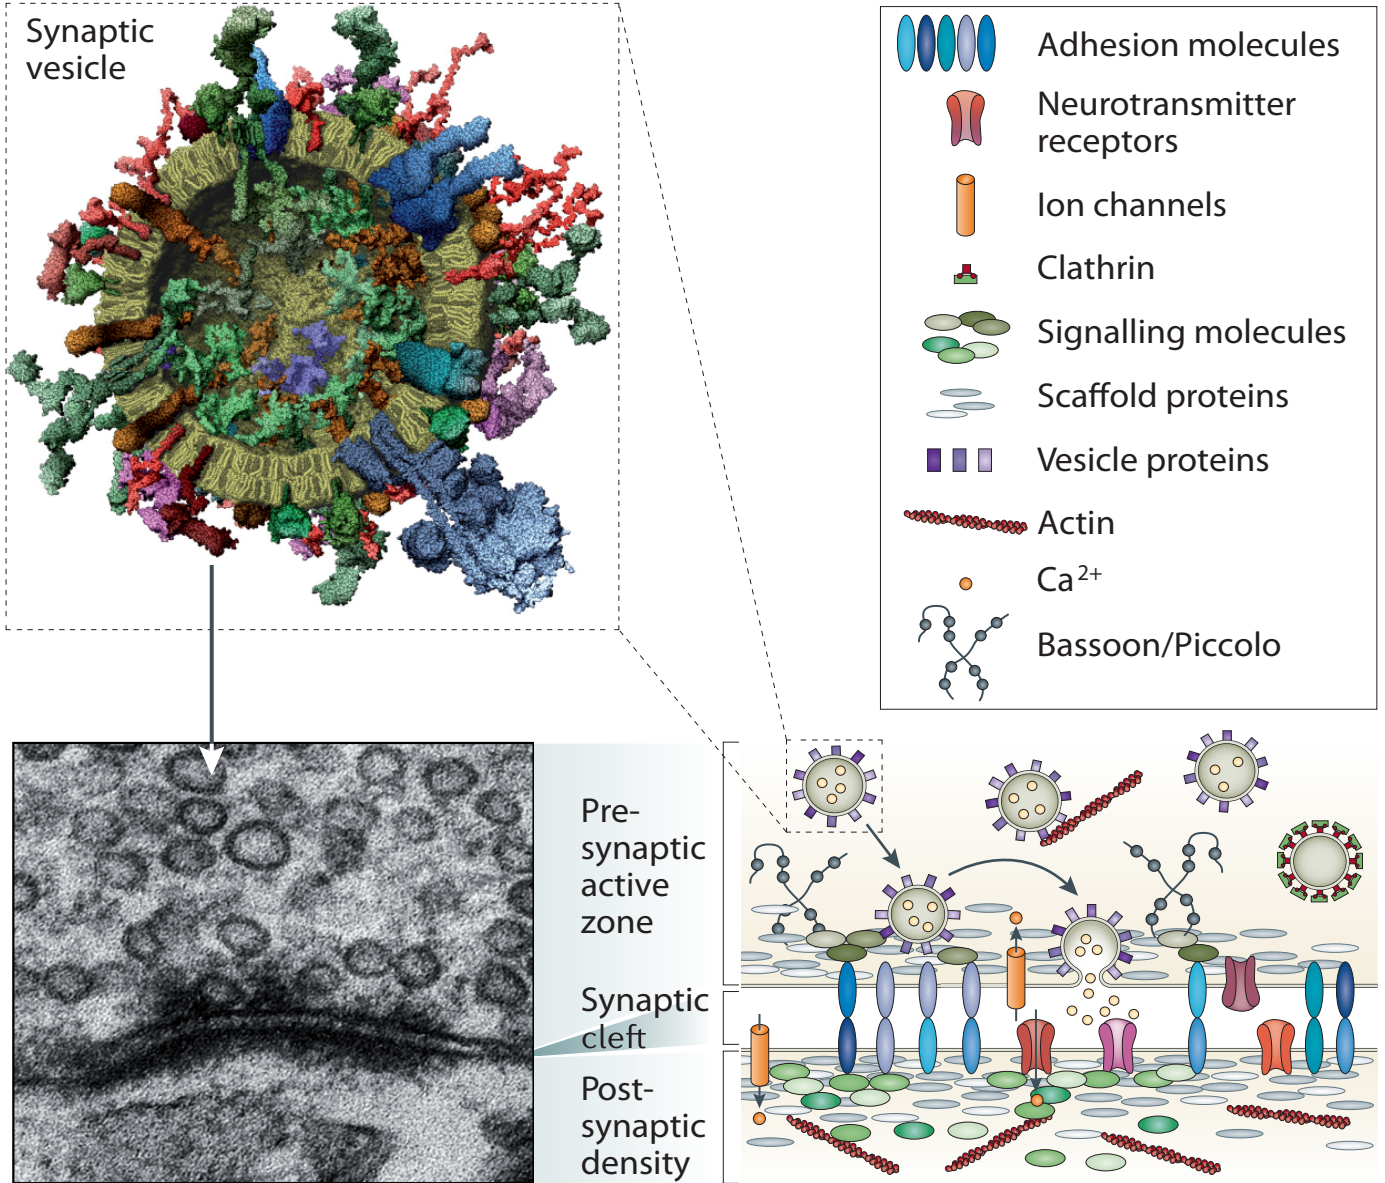 Synaptic
vesicle
Adhesion molecules
Neurotransmitter
receptors
Ion channels
Clathrin
Signalling molecules
Scaffold proteins
Vesicle proteins
Actin
Ca2+
Bassoon/Piccolo
Pre-
synaptic
active
zone
Synaptic
cleft
Post-
synaptic
density